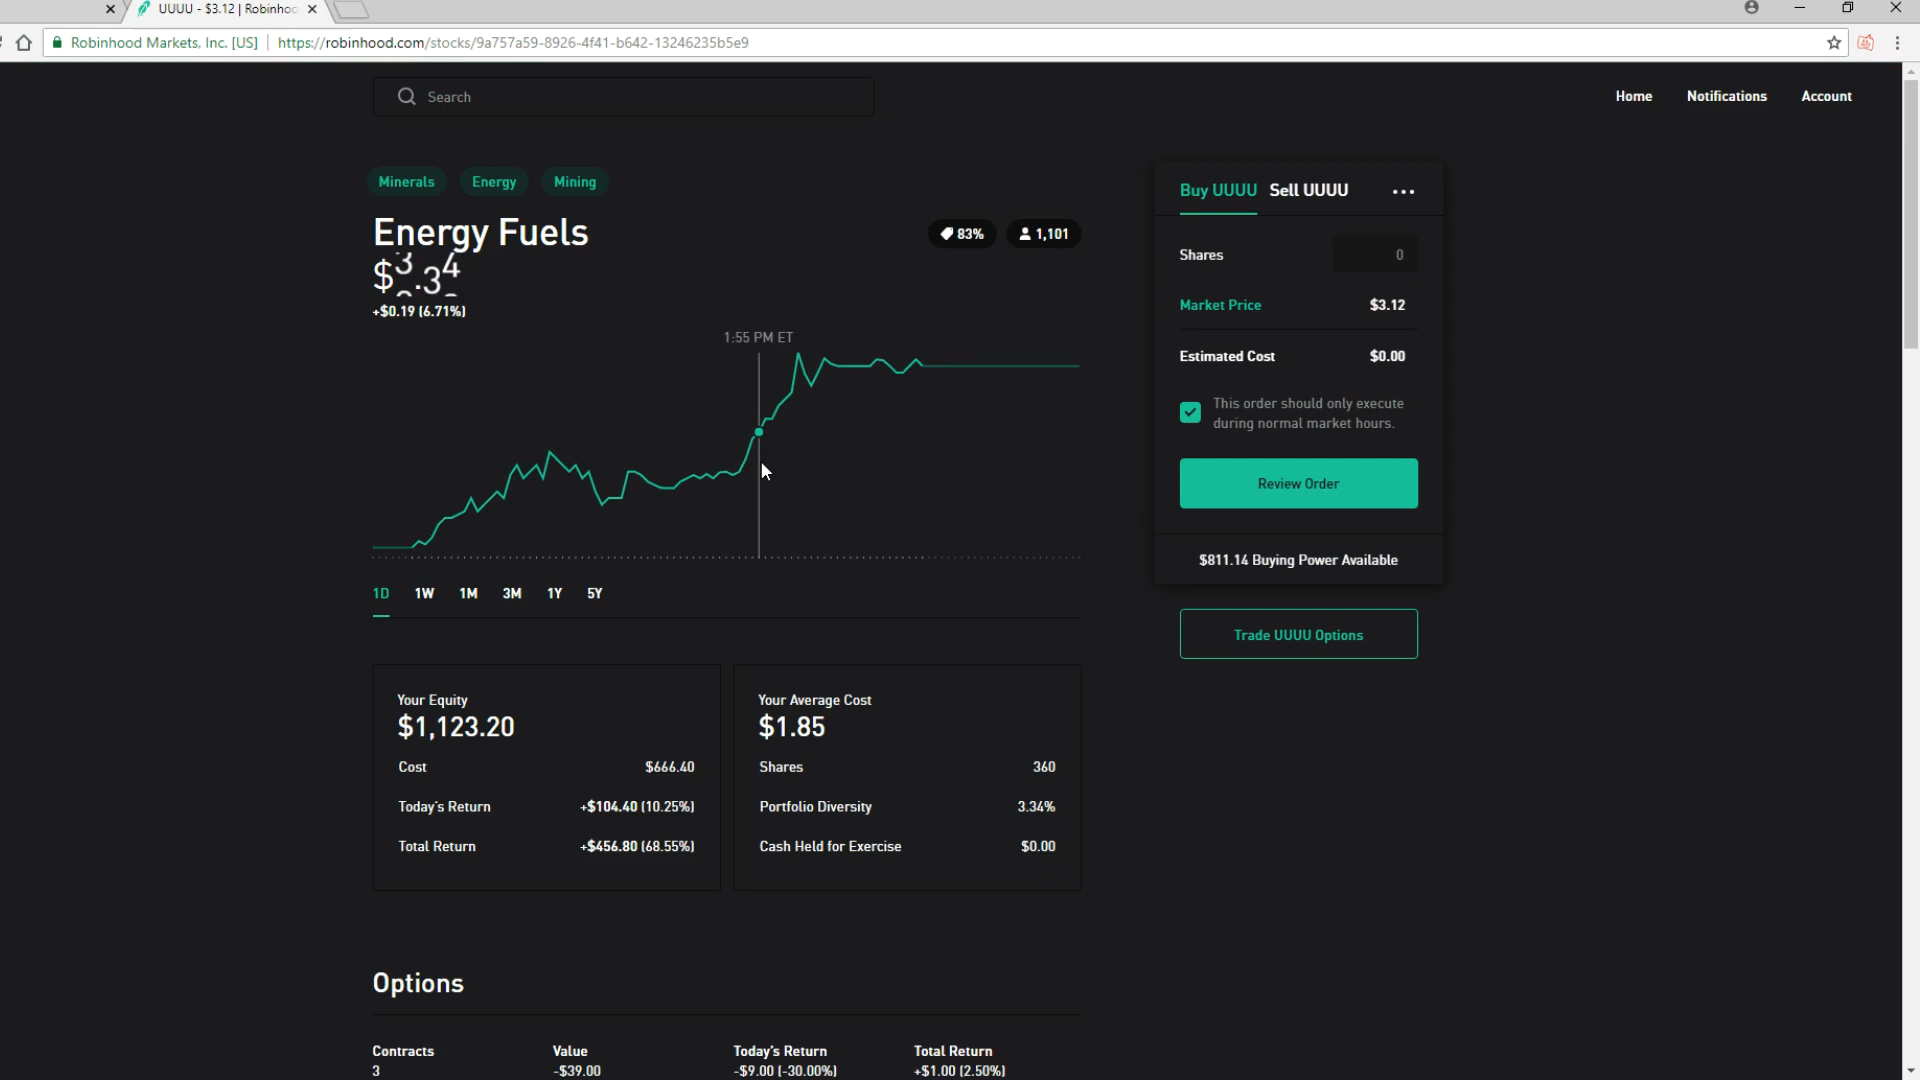 UUUU - $3.12 | Robinhoo
Robinhood Markets, Inc. [US] | https://robinhood.com/stocks/9a757a59-8926-4f41-b642-13246235b5e9
Search
Home Notifications Account
Minerals Energy Mining
Energy Fuels
83% 1,101
+$0.19 (6.71%)
1:55 PM ET
1D 1W 1M 3M 1Y 5Y
Buy UUUU Sell UUUU
Shares 0
Market Price $3.12
Estimated Cost $0.00
This order should only execute
during normal market hours.
Review Order
$811.14 Buying Power Available
Trade UUUU Options
Your Equity
$1,123.20
Cost $666.40
Today's Return +$104.40 (10.25%)
Total Return +$456.80 (68.55%)
Your Average Cost
$1.85
Shares 360
Portfolio Diversity 3.34%
Cash Held for Exercise $0.00
Options
Contracts Value Today's Return Total Return
3 -$39.00 -$9.00 (-30.00%) +$1.00 (2.50%)